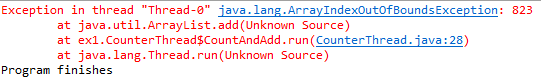 Exception in thread "Thread-0" java.lang.ArrayIndexOutOfBoundsException: 823
at java.util.ArrayList.add(Unknown Source)
at ex1.CounterThread$CountAndAdd.run(CounterThread.java:28)
at java.lang.Thread.run(Unknown Source)
Program finishes